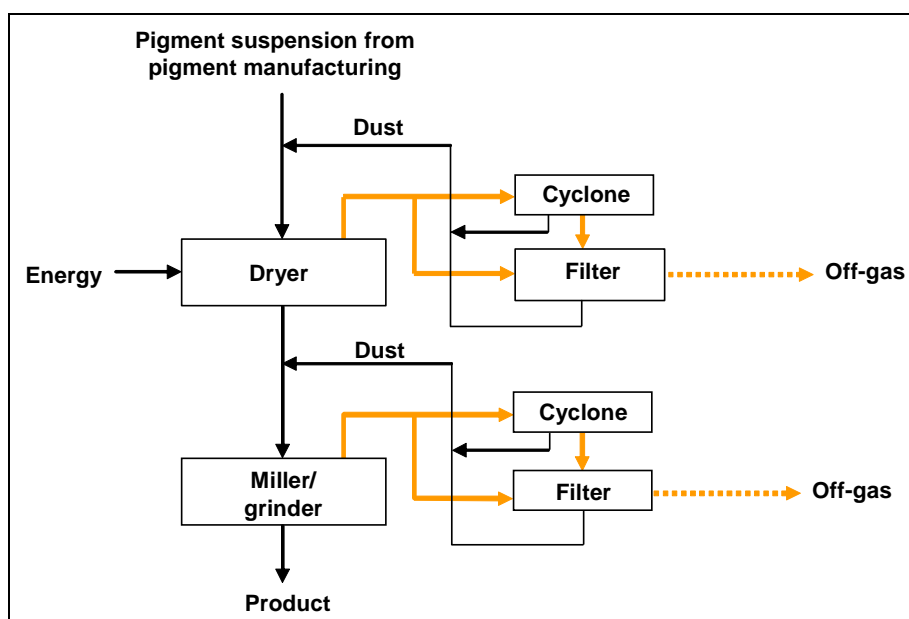 Pigment suspension from
pigment manufacturing
Dust
Cyclone
Energy
Dryer
Filter
Off-gas
Dust
Cyclone
Miller/
grinder
Filter
Off-gas
Product